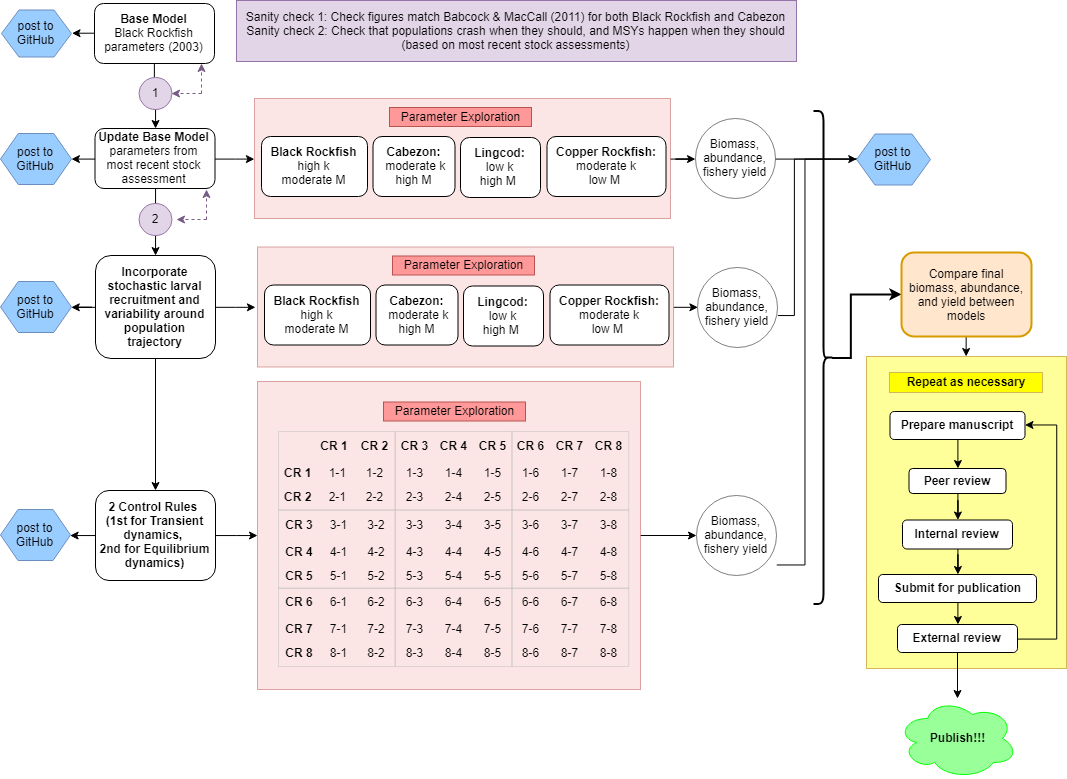 post to
GitHub
Base Model
Black Rockfish
parameters (2003)
Sanity check 1: Check figures match Babcock & MacCall (2011) for both Black Rockfish and Cabezon
Sanity check 2: Check that populations crash when they should, and MSYs happen when they should
(based on most recent stock assessments)
1
post to
GitHub
Update Base Model
parameters from
most recent stock
assessment
Parameter Exploration
Black Rockfish
high k
moderate M
Cabezon:
moderate k
high M
Lingcod:
low k
high M
Copper Rockfish:
moderate k
low M
Biomass,
abundance,
fishery yield
post to
GitHub
2
post to
GitHub
Incorporate
stochastic larval
recruitment and
variability around
population
trajectory
Parameter Exploration
Black Rockfish
high k
moderate M
Cabezon:
moderate k
high M
Lingcod:
low k
high M
Copper Rockfish:
moderate k
low M
Biomass,
abundance,
fishery yield
Compare final
biomass, abundance,
and yield between
models
post to
GitHub
2 Control Rules
(1st for Transient
dynamics,
2nd for Equilibrium
dynamics)
Parameter Exploration
CR 1 CR 2 CR 3 CR 4 CR 5 CR 6 CR 7 CR 8
CR 1 1-1 1-2 1-3 1-4 1-5 1-6 1-7 1-8
CR 2 2-1 2-2 2-3 2-4 2-5 2-6 2-7 2-8
CR 3 3-1 3-2 3-3 3-4 3-5 3-6 3-7 3-8
CR 4 4-1 4-2 4-3 4-4 4-5 4-6 4-7 4-8
CR 5 5-1 5-2 5-3 5-4 5-5 5-6 5-7 5-8
CR 6 6-1 6-2 6-3 6-4 6-5 6-6 6-7 6-8
CR 7 7-1 7-2 7-3 7-4 7-5 7-6 7-7 7-8
CR 8 8-1 8-2 8-3 8-4 8-5 8-6 8-7 8-8
Biomass,
abundance,
fishery yield
Repeat as necessary
Prepare manuscript
Peer review
Internal review
Submit for publication
External review
Publish!!!